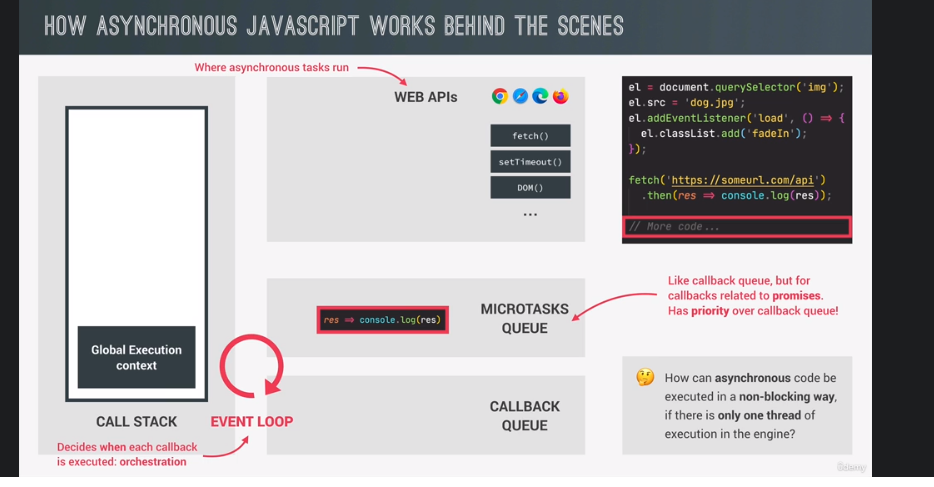 HOW ASYNCHRONOUS JAVASCRIPT WORKS BEHIND THE SCENES
Where asynchronous tasks run
WEB APIs
fetch()
setTimeout()
DOM()
...
el = document.querySelector('img');
el.src = 'dog.jpg';
el.addEventListener('load', () => {
el.classList.add('fadeIn');
});
fetch('https://someurl.com/api')
.then(res => console.log(res));
// More code...
Global Execution
context
CALL STACK
EVENT LOOP
Decides when each callback
is executed: orchestration
res => console.log(res)
MICROTASKS
QUEUE
Like callback queue, but for
callbacks related to promises.
Has priority over callback queue!
CALLBACK
QUEUE
How can asynchronous code be
executed in a non-blocking way,
if there is only one thread of
execution in the engine?
Udemy